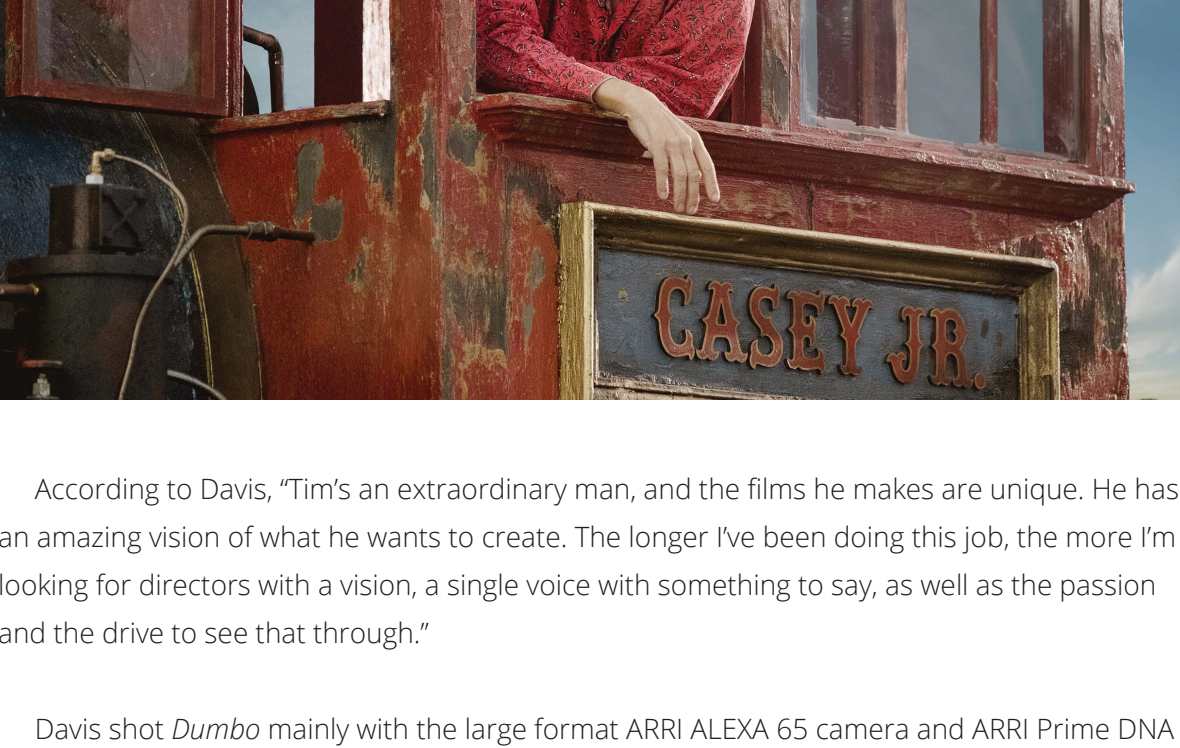 CASEY JR.
According to Davis, “Tim’s an extraordinary man, and the films he makes are unique. He has
an amazing vision of what he wants to create. The longer I’ve been doing this job, the more I’m
looking for directors with a vision, a single voice with something to say, as well as the passion
and the drive to see that through.”
Davis shot Dumbo mainly with the large format ARRI ALEXA 65 camera and ARRI Prime DNA